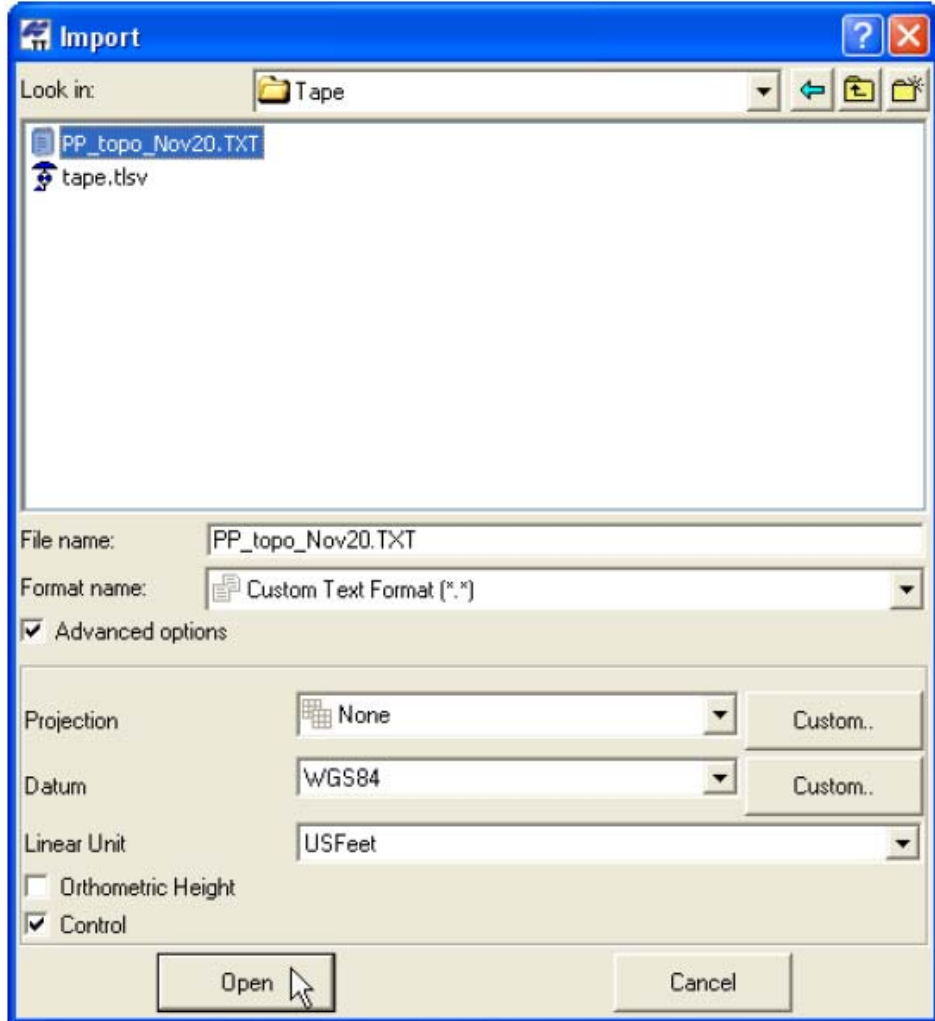 Import
Look in: Tape
PP_topo_Nov20.TXT
tape.tlsv
File name: PP_topo_Nov20.TXT
Format name: Custom Text Format (*.*)
Advanced options
Projection None Custom..
Datum WGS84 Custom..
Linear Unit USFeet
Orthometric Height
Control
Open Cancel